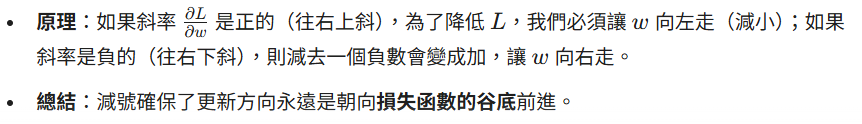 • 原理：如果斜率 $\frac{\partial L}{\partial w}$ 是正的（往右上斜），為了降低 $L$，我們必須讓 $w$ 向左走（減小）；如果
斜率是負的（往右下斜），則減去一個負數會變成加，讓 $w$ 向右走。
• 總結：減號確保了更新方向永遠是朝向損失函數的谷底前進。